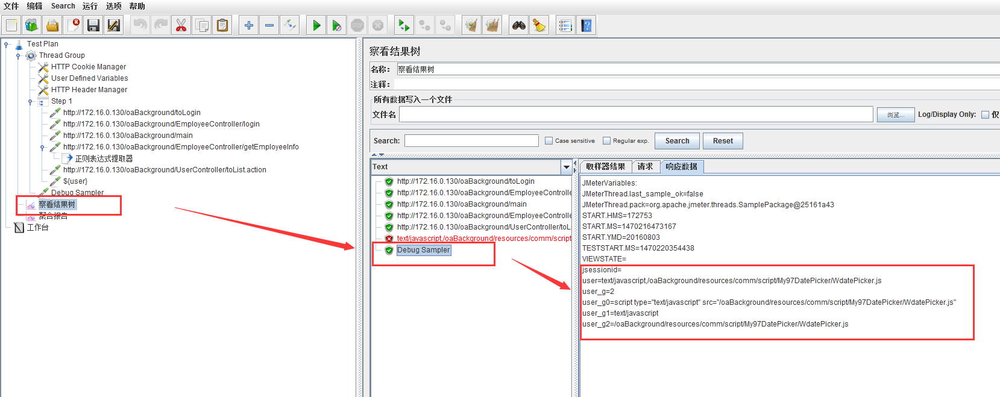 文件 编辑 Search 运行 选项 帮助
STOP
Test Plan
Thread Group
HTTP Cookie Manager
User Defined Variables
HTTP Header Manager
Step 1
http://172.16.0.130/oaBackground/toLogin
http://172.16.0.130/oaBackground/EmployeeController/login
http://172.16.0.130/oaBackground/main
http://172.16.0.130/oaBackground/EmployeeController/getEmployeeInfo
正则表达式提取器
http://172.16.0.130/oaBackground/UserController/toList.action
${user}
Debug Sampler
察看结果树
聚合报告
工作台
察看结果树
名称： 察看结果树
注释：
所有数据写入一个文件
文件名 浏览... Log/Display Only: 仅
Search: Case sensitive Regular exp. Search Reset
Text
http://172.16.0.130/oaBackground/toLogin
http://172.16.0.130/oaBackground/EmployeeControlle
http://172.16.0.130/oaBackground/main
http://172.16.0.130/oaBackground/EmployeeControlle
http://172.16.0.130/oaBackground/UserController/toL
text/javascript,/oaBackground/resources/comm/script
Debug Sampler
取样器结果 请求 响应数据
JMeterVariables:
JMeterThread.last_sample_ok=false
JMeterThread.pack=org.apache.jmeter.threads.SamplePackage@25161a43
START.HMS=172753
START.MS=1470216473167
START.YMD=20160803
TESTSTART.MS=1470220354438
VIEWSTATE=
jsessionid=
user=text/javascript,/oaBackground/resources/comm/script/My97DatePicker/WdatePicker.js
user_g=2
user_g0=script type="text/javascript" src="/oaBackground/resources/comm/script/My97DatePicker/WdatePicker.js"
user_g1=text/javascript
user_g2=/oaBackground/resources/comm/script/My97DatePicker/WdatePicker.js